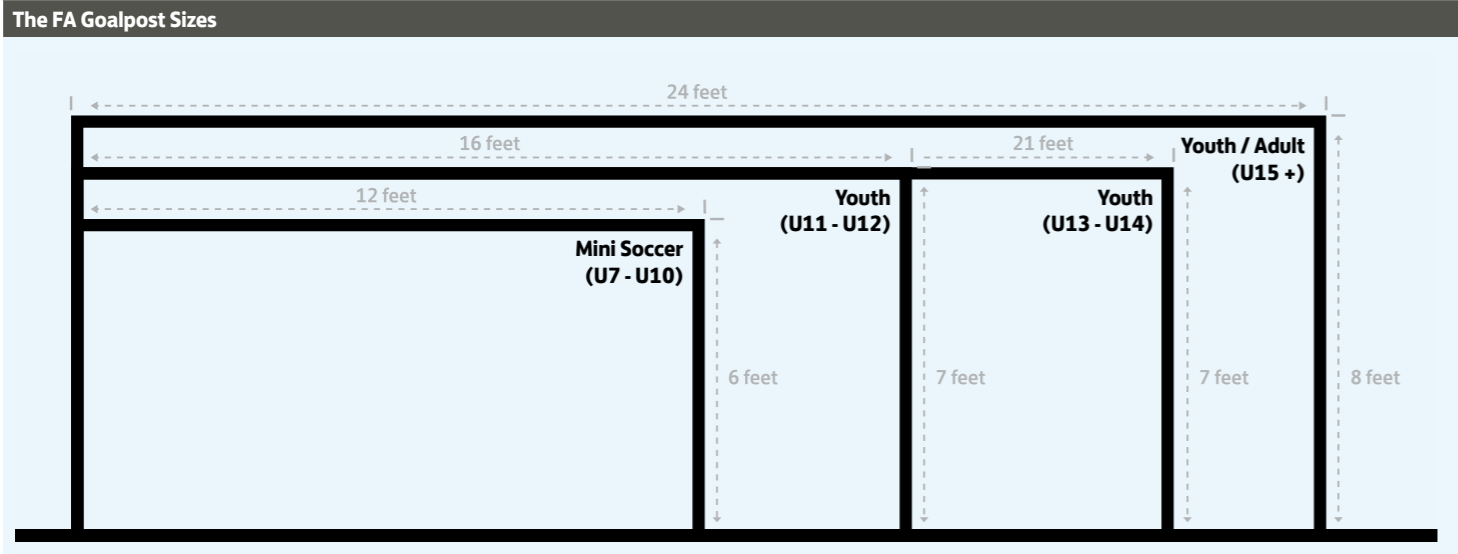 The FA Goalpost Sizes
24 feet
16 feet
21 feet
Youth / Adult
(U15 +)
12 feet
Youth
(U11 - U12)
Youth
(U13 - U14)
Mini Soccer
(U7 - U10)
6 feet
7 feet
7 feet
8 feet